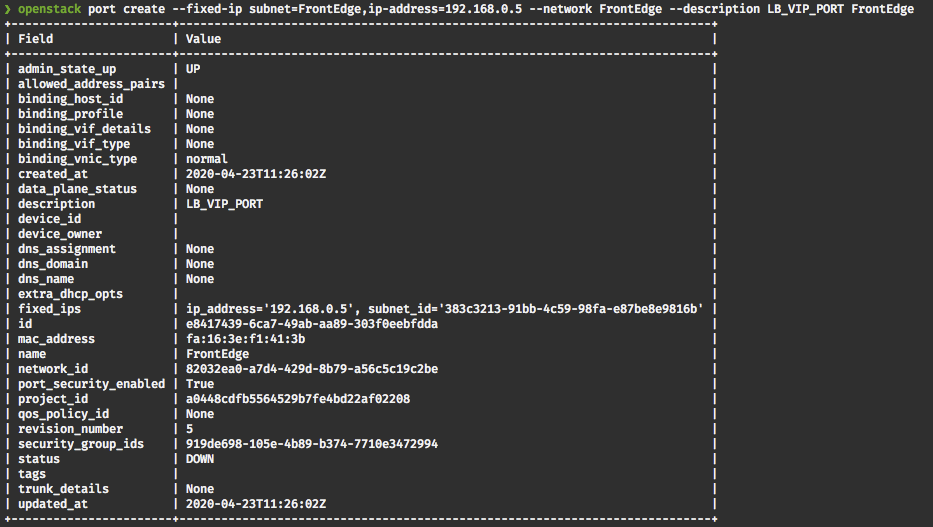 ❯ openstack port create --fixed-ip subnet=FrontEdge,ip-address=192.168.0.5 --network FrontEdge --description LB_VIP_PORT FrontEdge
+-----------------------+-------------------------------------------------------------------------+
| Field                 | Value                                                                   |
+-----------------------+-------------------------------------------------------------------------+
| admin_state_up        | UP                                                                      |
| allowed_address_pairs |                                                                         |
| binding_host_id       | None                                                                    |
| binding_profile       | None                                                                    |
| binding_vif_details   | None                                                                    |
| binding_vif_type      | None                                                                    |
| binding_vnic_type     | normal                                                                  |
| created_at            | 2020-04-23T11:26:02Z                                                    |
| data_plane_status     | None                                                                    |
| description           | LB_VIP_PORT                                                             |
| device_id             |                                                                         |
| device_owner          |                                                                         |
| dns_assignment        | None                                                                    |
| dns_domain            | None                                                                    |
| dns_name              | None                                                                    |
| extra_dhcp_opts       |                                                                         |
| fixed_ips             | ip_address='192.168.0.5', subnet_id='383c3213-91bb-4c59-98fa-e87be8e9816b' |
| id                    | e8417439-6ca7-49ab-aa89-303f0eebfdda                                    |
| mac_address           | fa:16:3e:f1:41:3b                                                       |
| name                  | FrontEdge                                                               |
| network_id            | 82032ea0-a7d4-429d-8b79-a56c5c19c2be                                    |
| port_security_enabled | True                                                                    |
| project_id            | a0448cdfb5564529b7fe4bd22af02208                                        |
| qos_policy_id         | None                                                                    |
| revision_number       | 5                                                                       |
| security_group_ids    | 919de698-105e-4b89-b374-7710e3472994                                    |
| status                | DOWN                                                                    |
| tags                  |                                                                         |
| trunk_details         | None                                                                    |
| updated_at            | 2020-04-23T11:26:02Z                                                    |
+-----------------------+-------------------------------------------------------------------------+